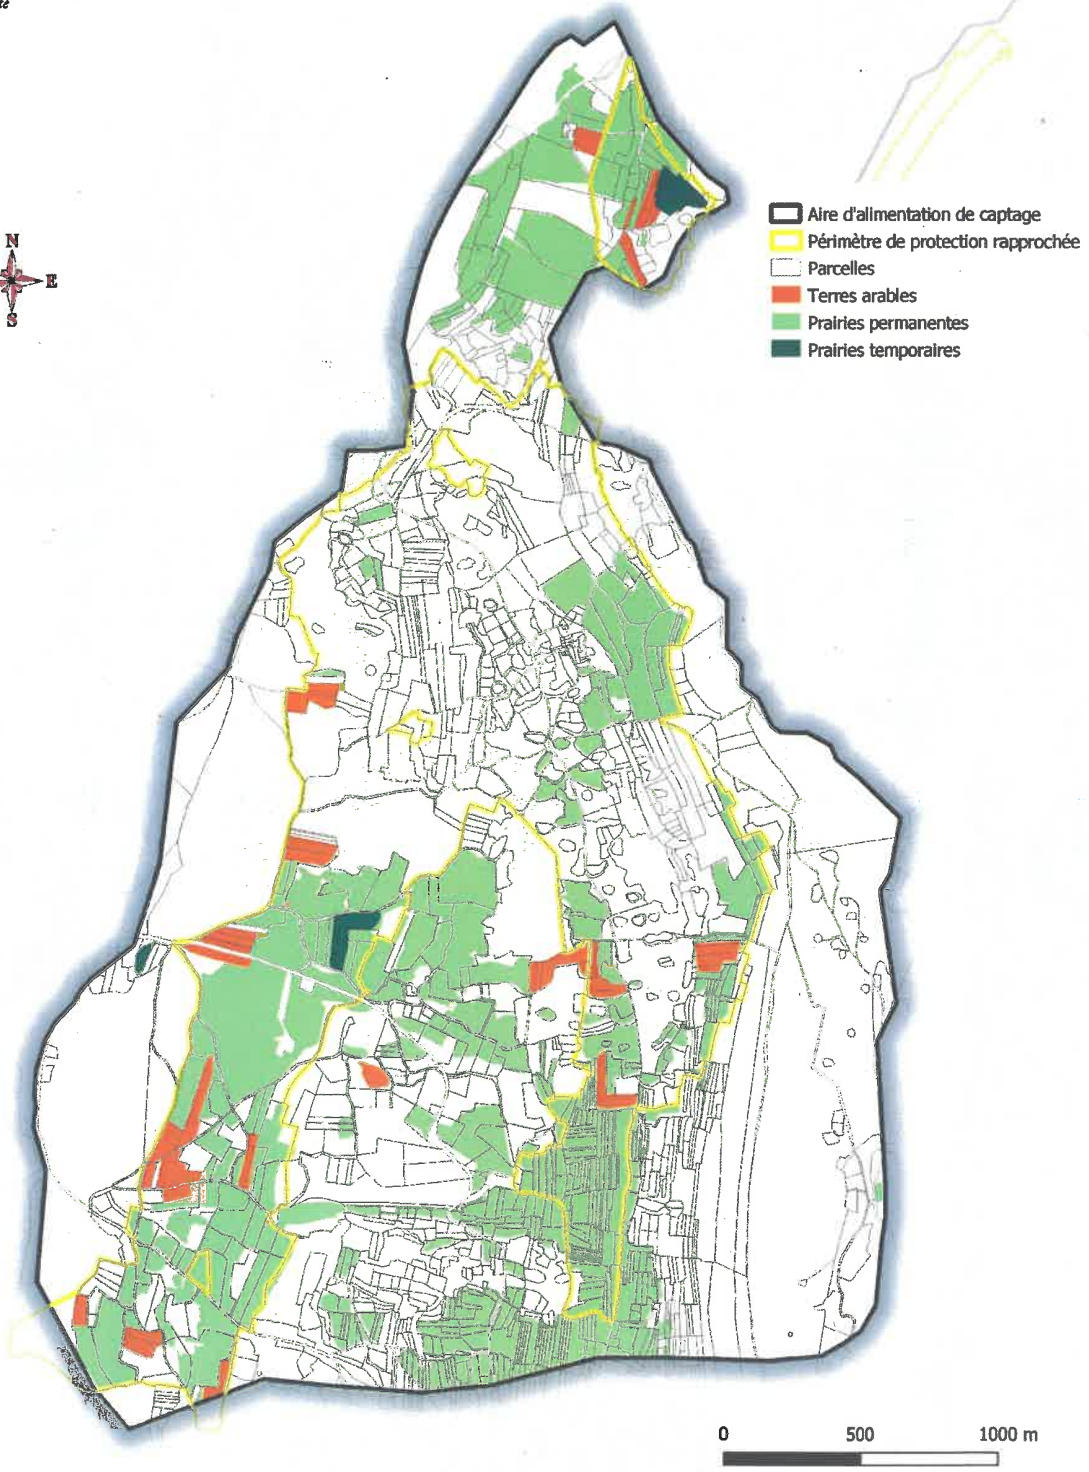 N
E
S
Aire d'alimentation de captage
Périmètre de protection rapprochée
Parcelles
Terres arables
Prairies permanentes
Prairies temporaires
0 500 1000 m